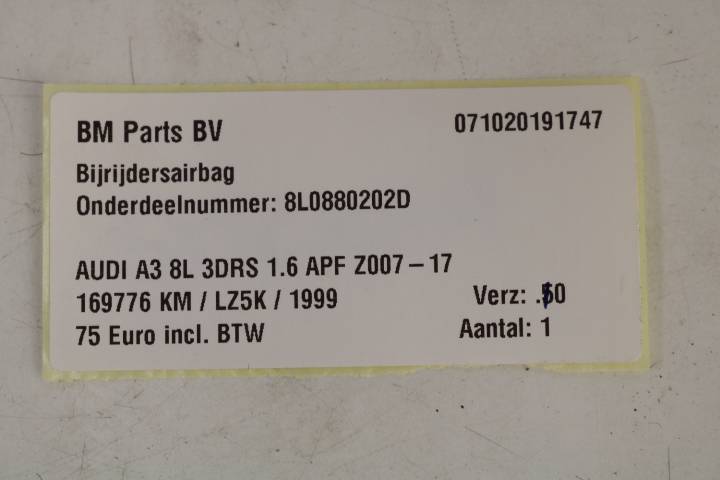 BM Parts BV 071020191747
Bijrijdersairbag
Onderdeelnummer: 8L0880202D
AUDI A3 8L 3DRS 1.6 APF Z007-17
169776 KM / LZ5K / 1999 Verz:
75 Euro incl. BTW Aantal: 1